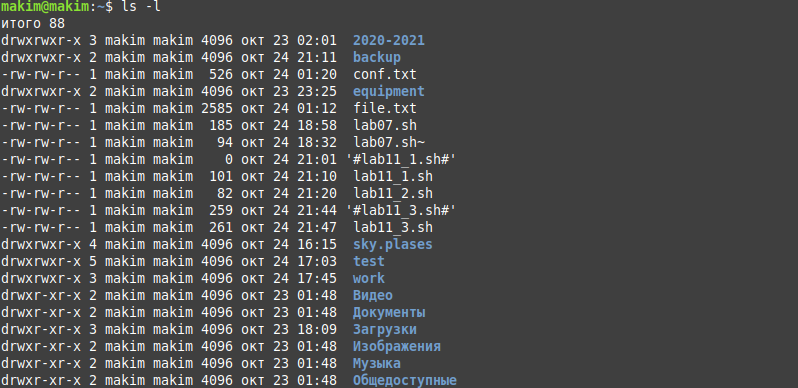 makim@makim:~$ ls -l
итого 88
drwxrwxr-x 3 makim makim 4096 окт 23 02:01  2020-2021
drwxrwxr-x 2 makim makim 4096 окт 24 21:11  backup
-rw-rw-r-- 1 makim makim  526 окт 24 01:20  conf.txt
drwxrwxr-x 2 makim makim 4096 окт 23 23:25  equipment
-rw-rw-r-- 1 makim makim 2585 окт 24 01:12  file.txt
-rw-rw-r-- 1 makim makim  185 окт 24 18:58  lab07.sh
-rw-rw-r-- 1 makim makim   94 окт 24 18:32  lab07.sh~
-rw-rw-r-- 1 makim makim    0 окт 24 21:01 '#lab11_1.sh#'
-rw-rw-r-- 1 makim makim  101 окт 24 21:10  lab11_1.sh
-rw-rw-r-- 1 makim makim   82 окт 24 21:20  lab11_2.sh
-rw-rw-r-- 1 makim makim  259 окт 24 21:44 '#lab11_3.sh#'
-rw-rw-r-- 1 makim makim  261 окт 24 21:47  lab11_3.sh
drwxrwxr-x 4 makim makim 4096 окт 24 16:15  sky.plases
drwxrwxr-x 5 makim makim 4096 окт 24 17:03  test
drwxrwxr-x 3 makim makim 4096 окт 24 17:45  work
drwxr-xr-x 2 makim makim 4096 окт 23 01:48  Видео
drwxr-xr-x 2 makim makim 4096 окт 23 01:48  Документы
drwxr-xr-x 3 makim makim 4096 окт 23 18:09  Загрузки
drwxr-xr-x 2 makim makim 4096 окт 23 01:48  Изображения
drwxr-xr-x 2 makim makim 4096 окт 23 01:48  Музыка
drwxr-xr-x 2 makim makim 4096 окт 23 01:48  Общедоступные